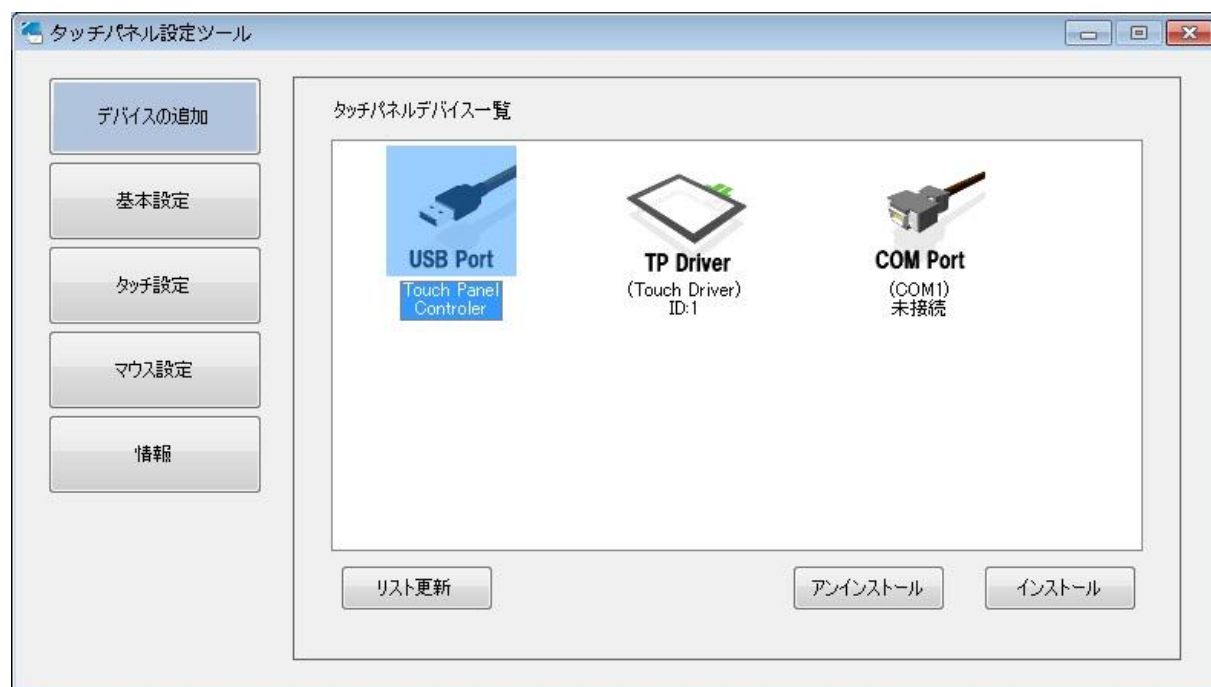 タッチパネル設定ツール
デバイスの追加
基本設定
タッチ設定
マウス設定
情報
タッチパネルデバイス一覧
USB Port
Touch Panel
Controler
TP Driver
(Touch Driver)
ID:1
COM Port
(COM1)
未接続
リスト更新
アンインストール
インストール